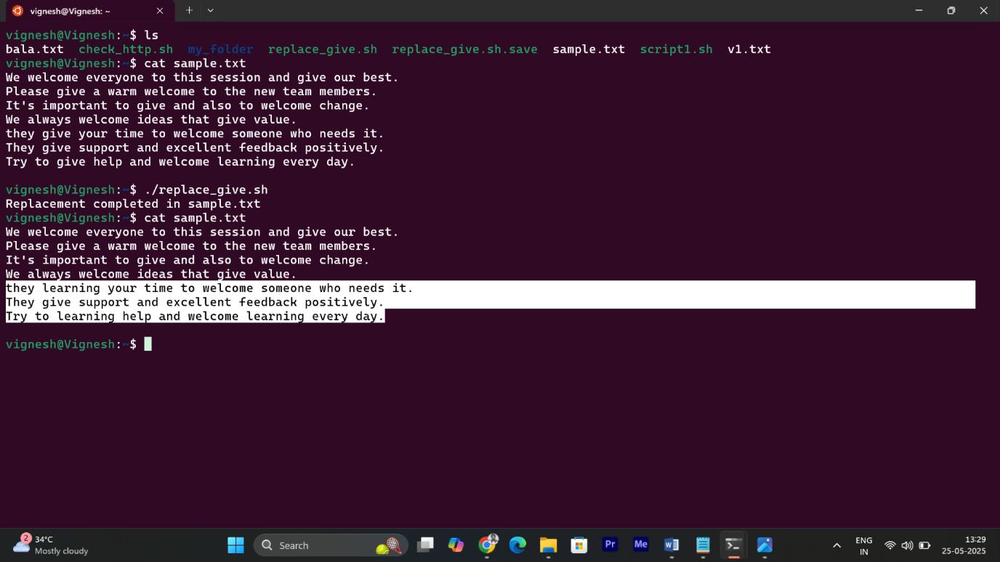 vignesh@Vignesh: ~
vignesh@Vignesh:~$ ls
bala.txt  check_http.sh  my_folder  replace_give.sh  replace_give.sh.save  sample.txt  script1.sh  v1.txt
vignesh@Vignesh:~$ cat sample.txt
We welcome everyone to this session and give our best.
Please give a warm welcome to the new team members.
It's important to give and also to welcome change.
We always welcome ideas that give value.
they give your time to welcome someone who needs it.
They give support and excellent feedback positively.
Try to give help and welcome learning every day.
vignesh@Vignesh:~$ ./replace_give.sh
Replacement completed in sample.txt
vignesh@Vignesh:~$ cat sample.txt
We welcome everyone to this session and give our best.
Please give a warm welcome to the new team members.
It's important to give and also to welcome change.
We always welcome ideas that give value.
they learning your time to welcome someone who needs it.
They give support and excellent feedback positively.
Try to learning help and welcome learning every day.
vignesh@Vignesh:~$
2
34°C
Mostly cloudy
Search
Pr
Me
W
ENG
IN
13:29
25-05-2025